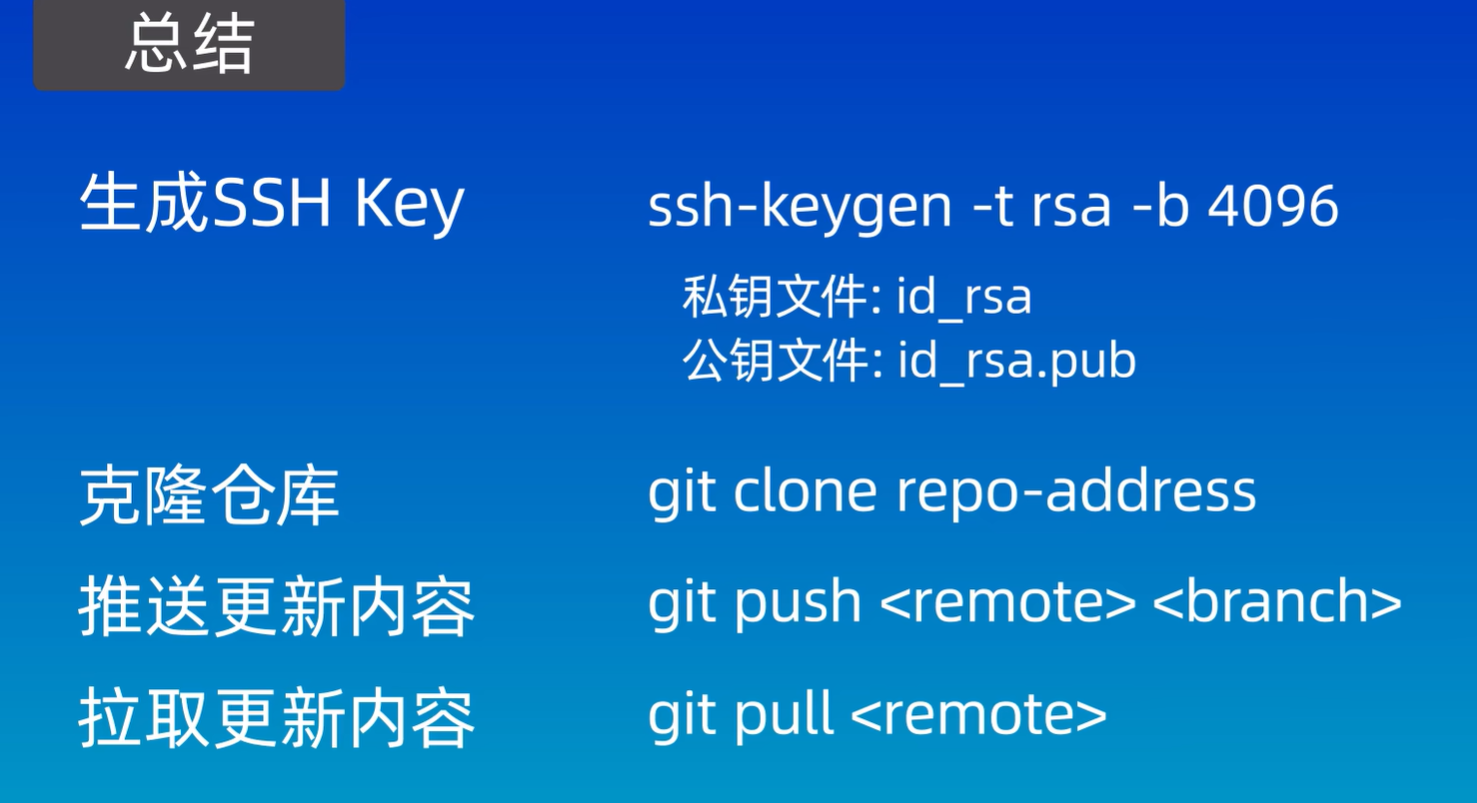 总结
生成SSH Key ssh-keygen -t rsa -b 4096
私钥文件: id_rsa
公钥文件: id_rsa.pub
克隆仓库 git clone repo-address
推送更新内容 git push <remote> <branch>
拉取更新内容 git pull <remote>